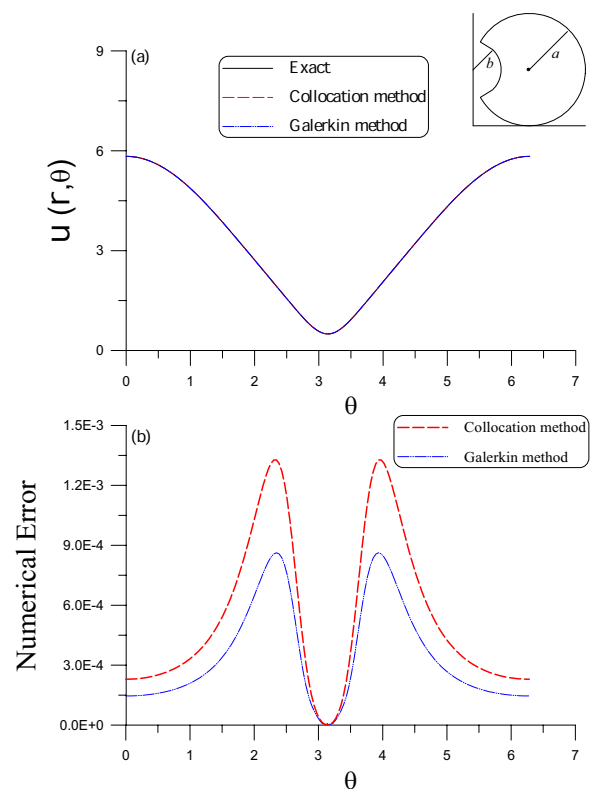 (a)
Exact
Collocation method
Galerkin method
b
a
u (r,θ)
9
6
3
0
0 1 2 3 4 5 6 7
θ
(b)
Collocation method
Galerkin method
Numerical Error
1.5E-3
1.2E-3
9.0E-4
6.0E-4
3.0E-4
0.0E+0
0 1 2 3 4 5 6 7
θ